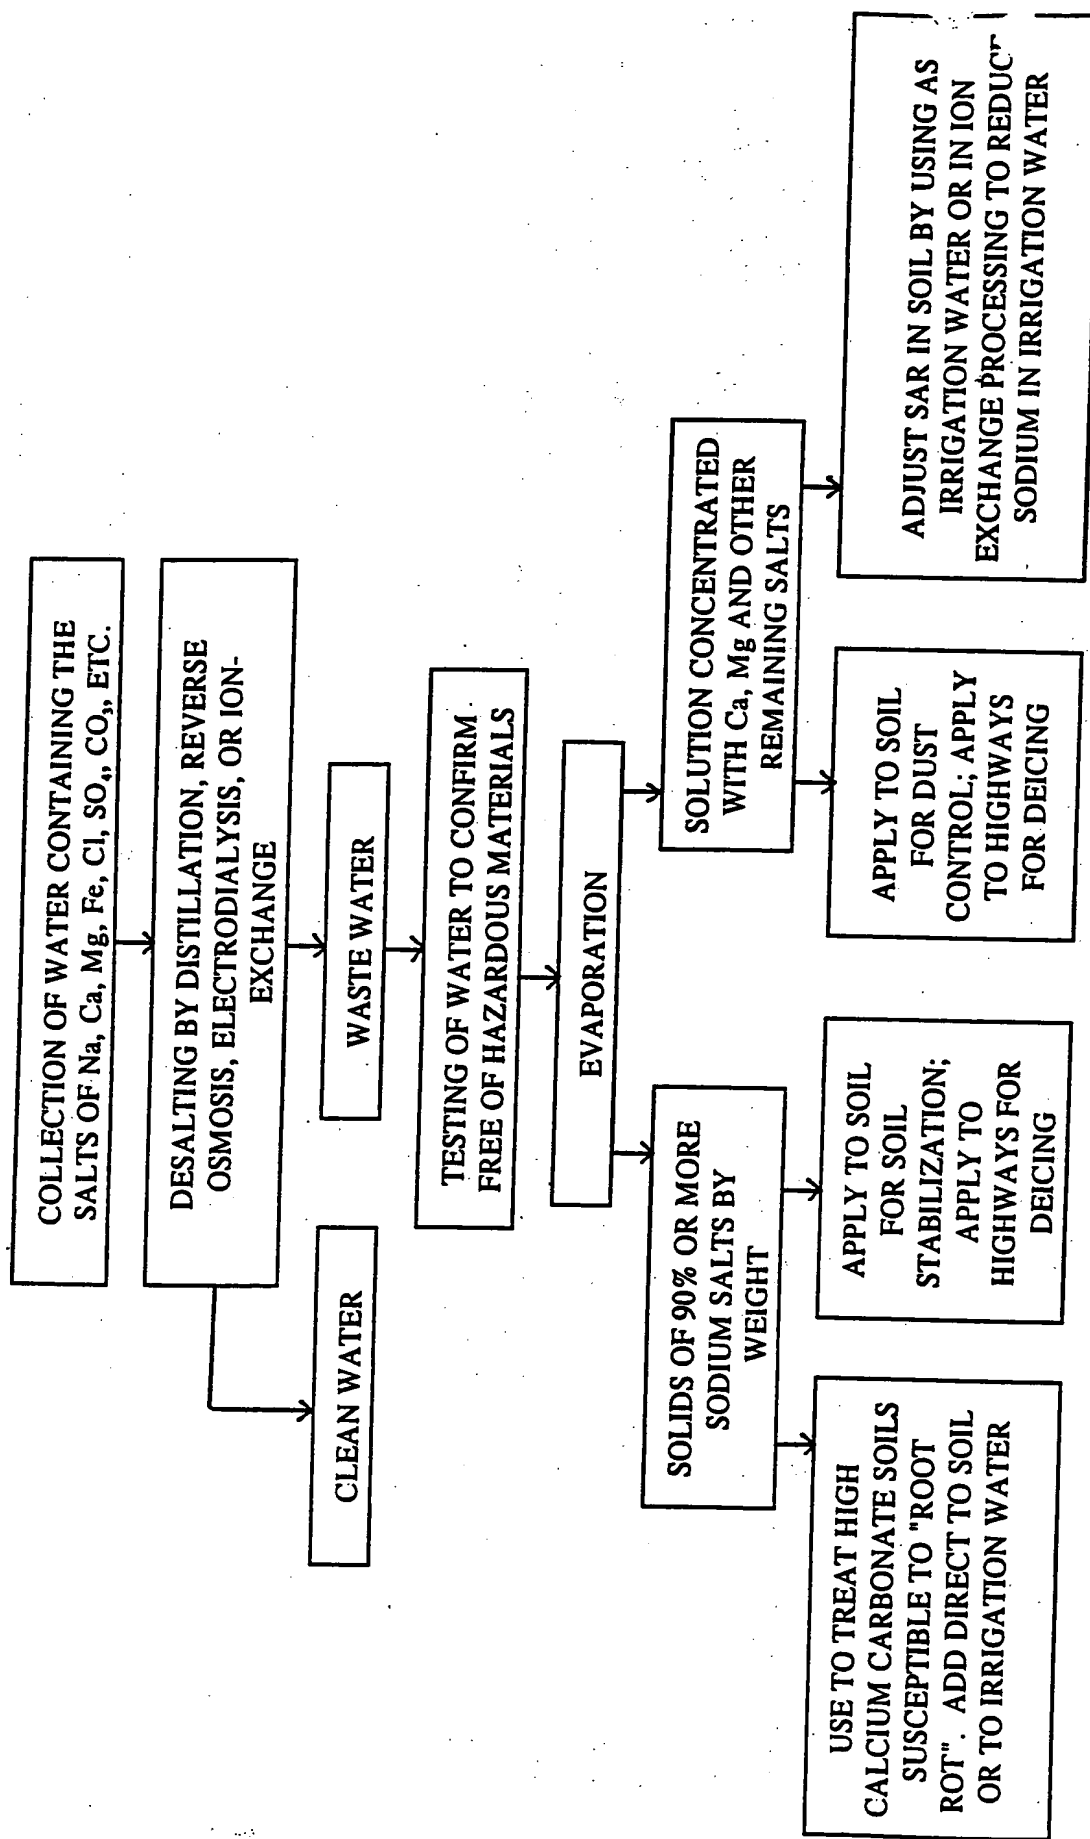 COLLECTION OF WATER CONTAINING THE
SALTS OF Na, Ca, Mg, Fe, Cl, SO₄, CO₃, ETC.
DESALTING BY DISTILLATION, REVERSE
OSMOSIS, ELECTRODIALYSIS, OR ION-
EXCHANGE
CLEAN WATER
WASTE WATER
TESTING OF WATER TO CONFIRM
FREE OF HAZARDOUS MATERIALS
EVAPORATION
SOLIDS OF 90% OR MORE
SODIUM SALTS BY
WEIGHT
SOLUTION CONCENTRATED
WITH Ca, Mg AND OTHER
REMAINING SALTS
USE TO TREAT HIGH
CALCIUM CARBONATE SOILS
SUSCEPTIBLE TO "ROOT
ROT". ADD DIRECT TO SOIL
OR TO IRRIGATION WATER
APPLY TO SOIL
FOR SOIL
STABILIZATION;
APPLY TO
HIGHWAYS FOR
DEICING
APPLY TO SOIL
FOR DUST
CONTROL; APPLY
TO HIGHWAYS
FOR DEICING
ADJUST SAR IN SOIL BY USING AS
IRRIGATION WATER OR IN ION
EXCHANGE PROCESSING TO REDUCE
SODIUM IN IRRIGATION WATER